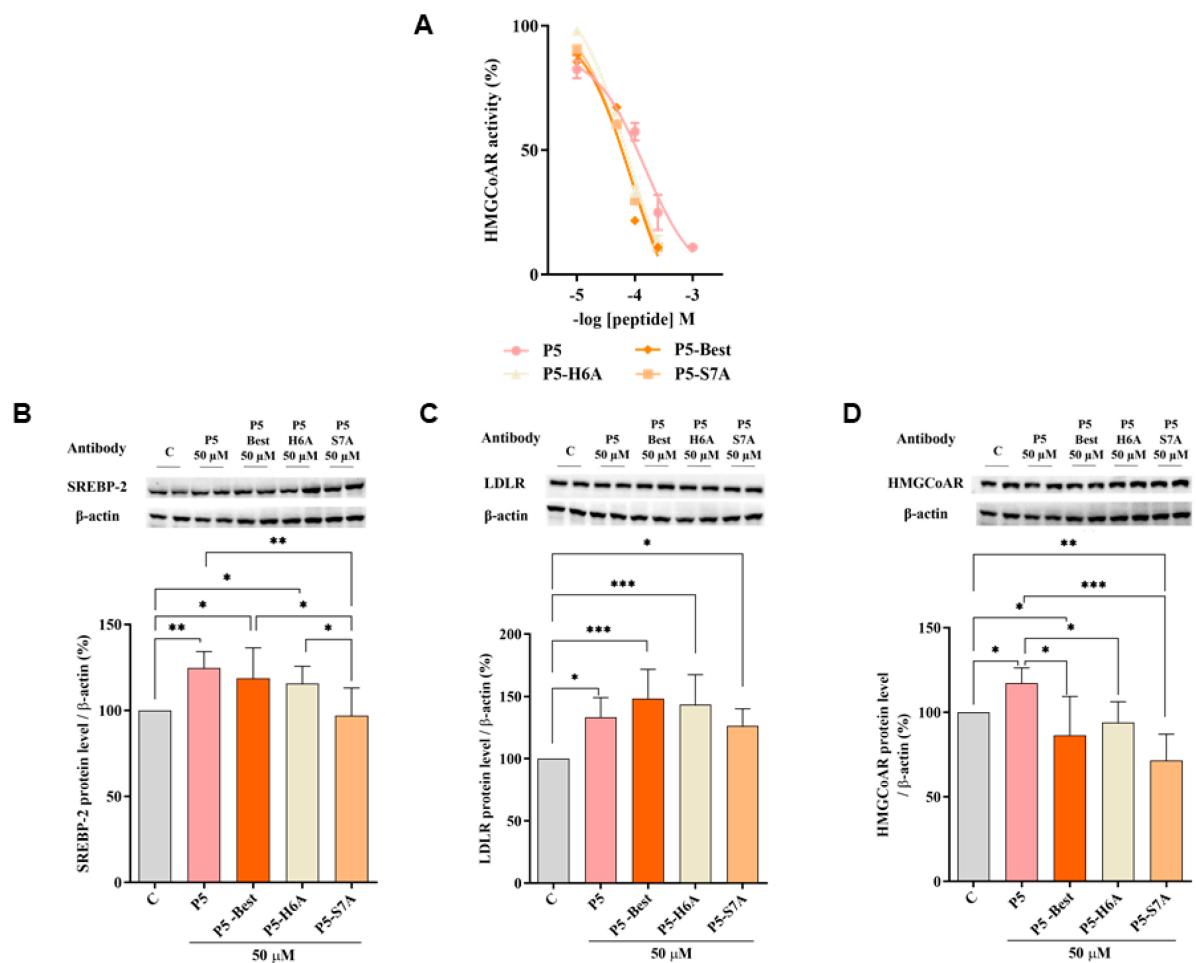 A
HMGCoAR activity (%)
100
50
0
-5 -4 -3
-log [peptide] M
P5 P5-Best
P5-H6A P5-S7A
B
Antibody
C
P5
50 µM
P5
Best
50 µM
P5
H6A
50 µM
P5
S7A
50 µM
SREBP-2
β-actin
**
*
* *
** *
SREBP-2 protein level / β-actin (%)
150
100
50
0
C P5 P5 -Best P5-H6A P5-S7A
50 µM
C
Antibody
C
P5
50 µM
P5
Best
50 µM
P5
H6A
50 µM
P5
S7A
50 µM
LDLR
β-actin
*
***
***
*
LDLR protein level / β-actin (%)
200
150
100
50
0
C P5 P5 -Best P5-H6A P5-S7A
50 µM
D
Antibody
C
P5
50 µM
P5
Best
50 µM
P5
H6A
50 µM
P5
S7A
50 µM
HMGCoAR
β-actin
**
***
* *
* *
HMGCoAR protein level
/ β-actin (%)
150
100
50
0
C P5 P5 -Best P5-H6A P5-S7A
50 µM